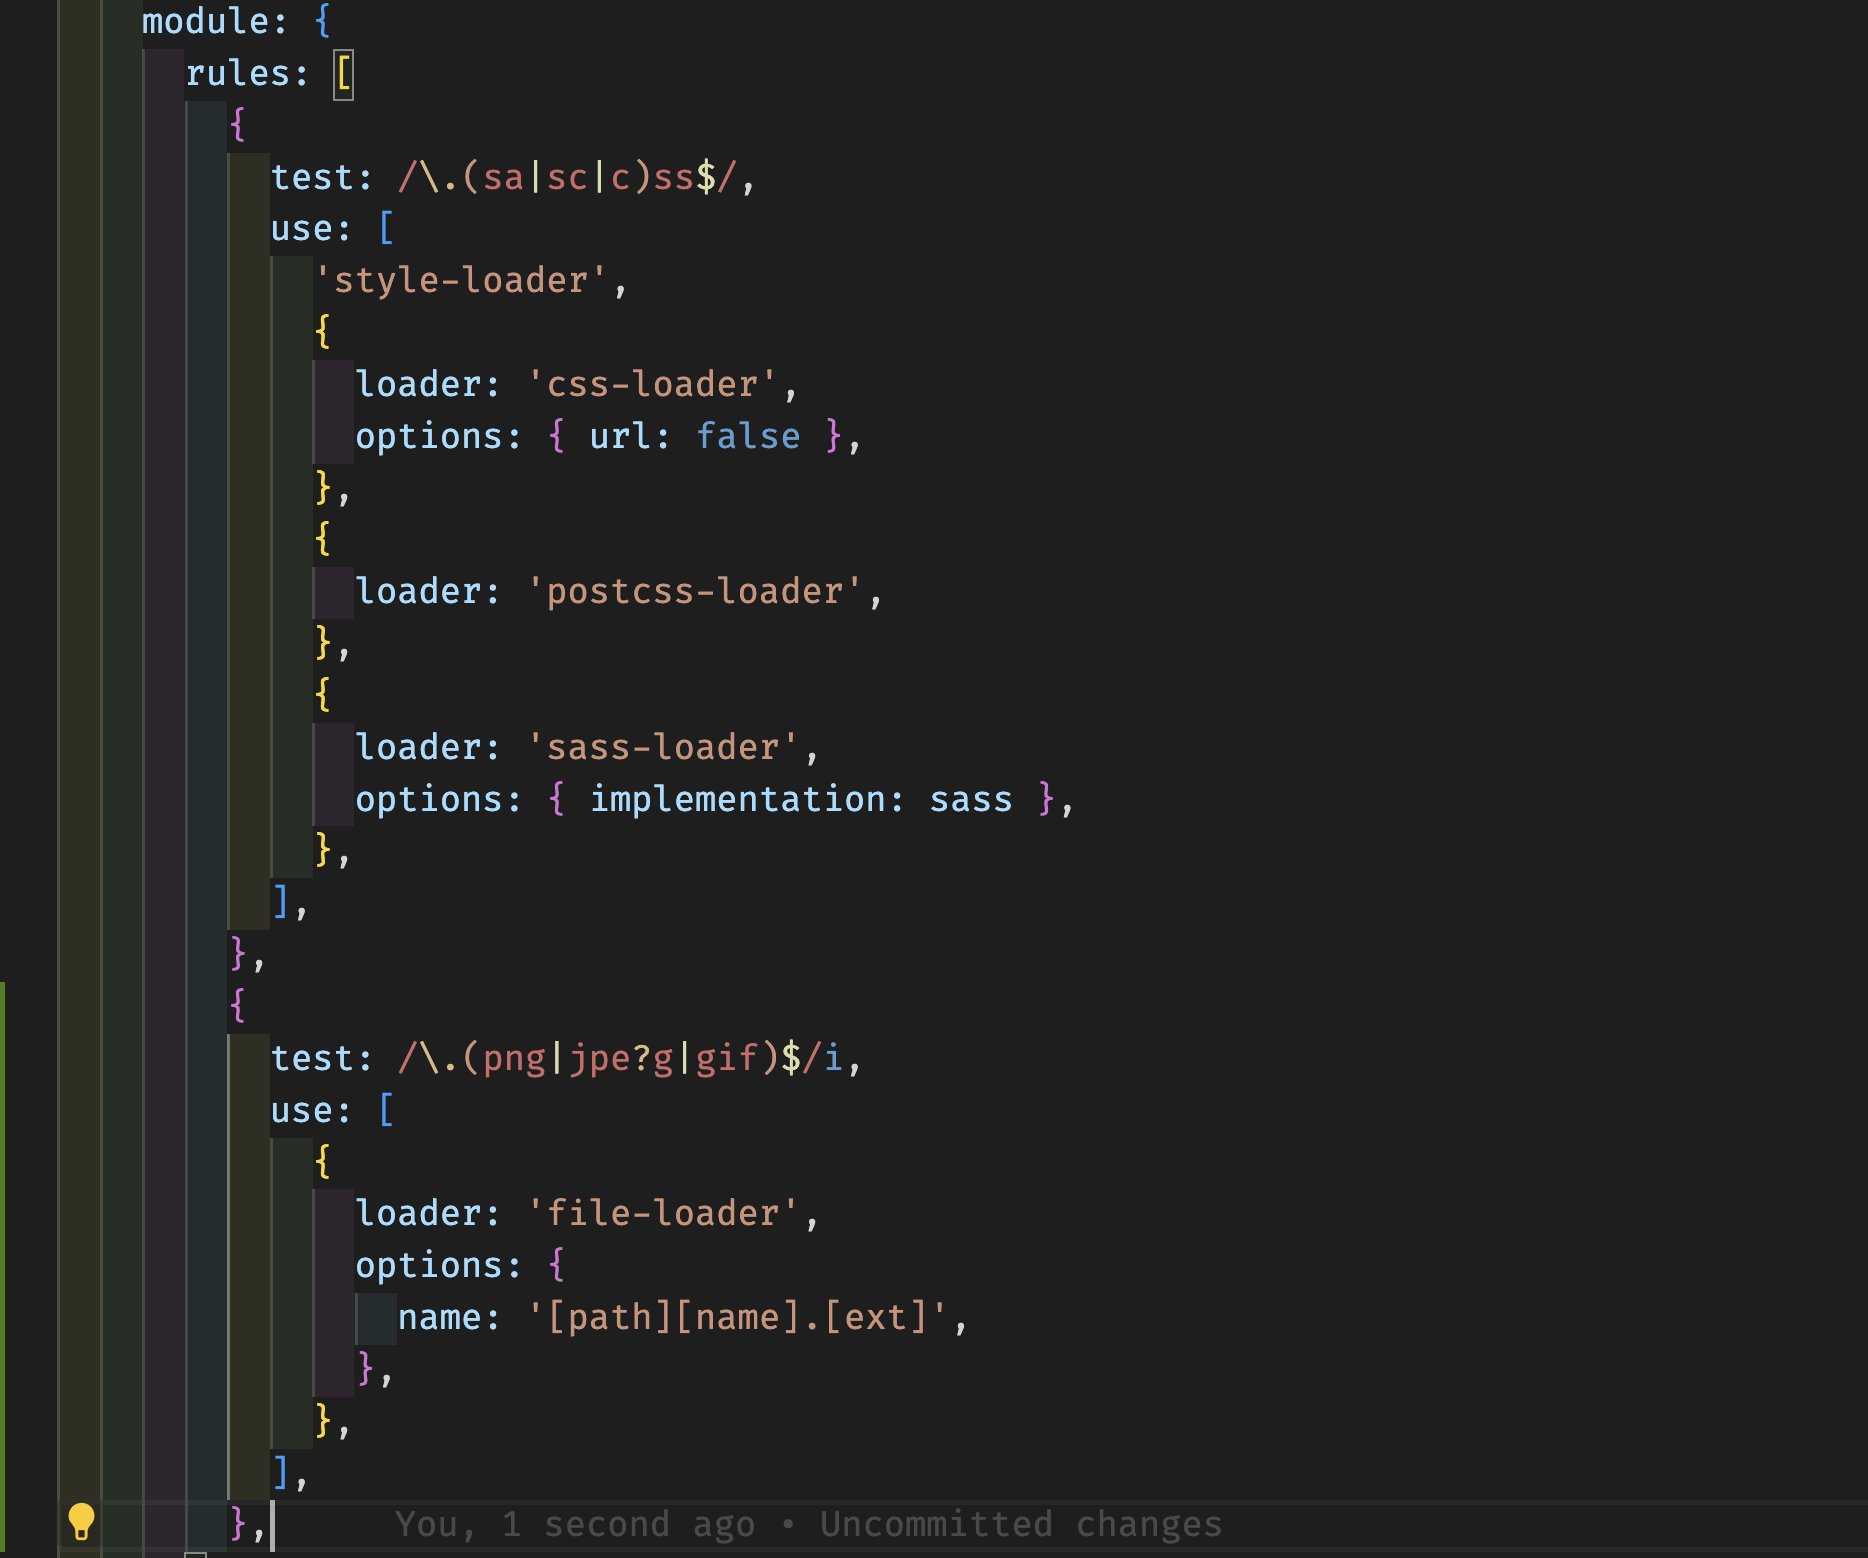 module: {
rules: [
{
test: /\.(sa|sc|c)ss$/,
use: [
'style-loader',
{
loader: 'css-loader',
options: { url: false },
},
{
loader: 'postcss-loader',
},
{
loader: 'sass-loader',
options: { implementation: sass },
},
],
},
{
test: /\.(png|jpe?g|gif)$/i,
use: [
{
loader: 'file-loader',
options: {
name: '[path][name].[ext]',
},
},
],
}, You, 1 second ago • Uncommitted changes